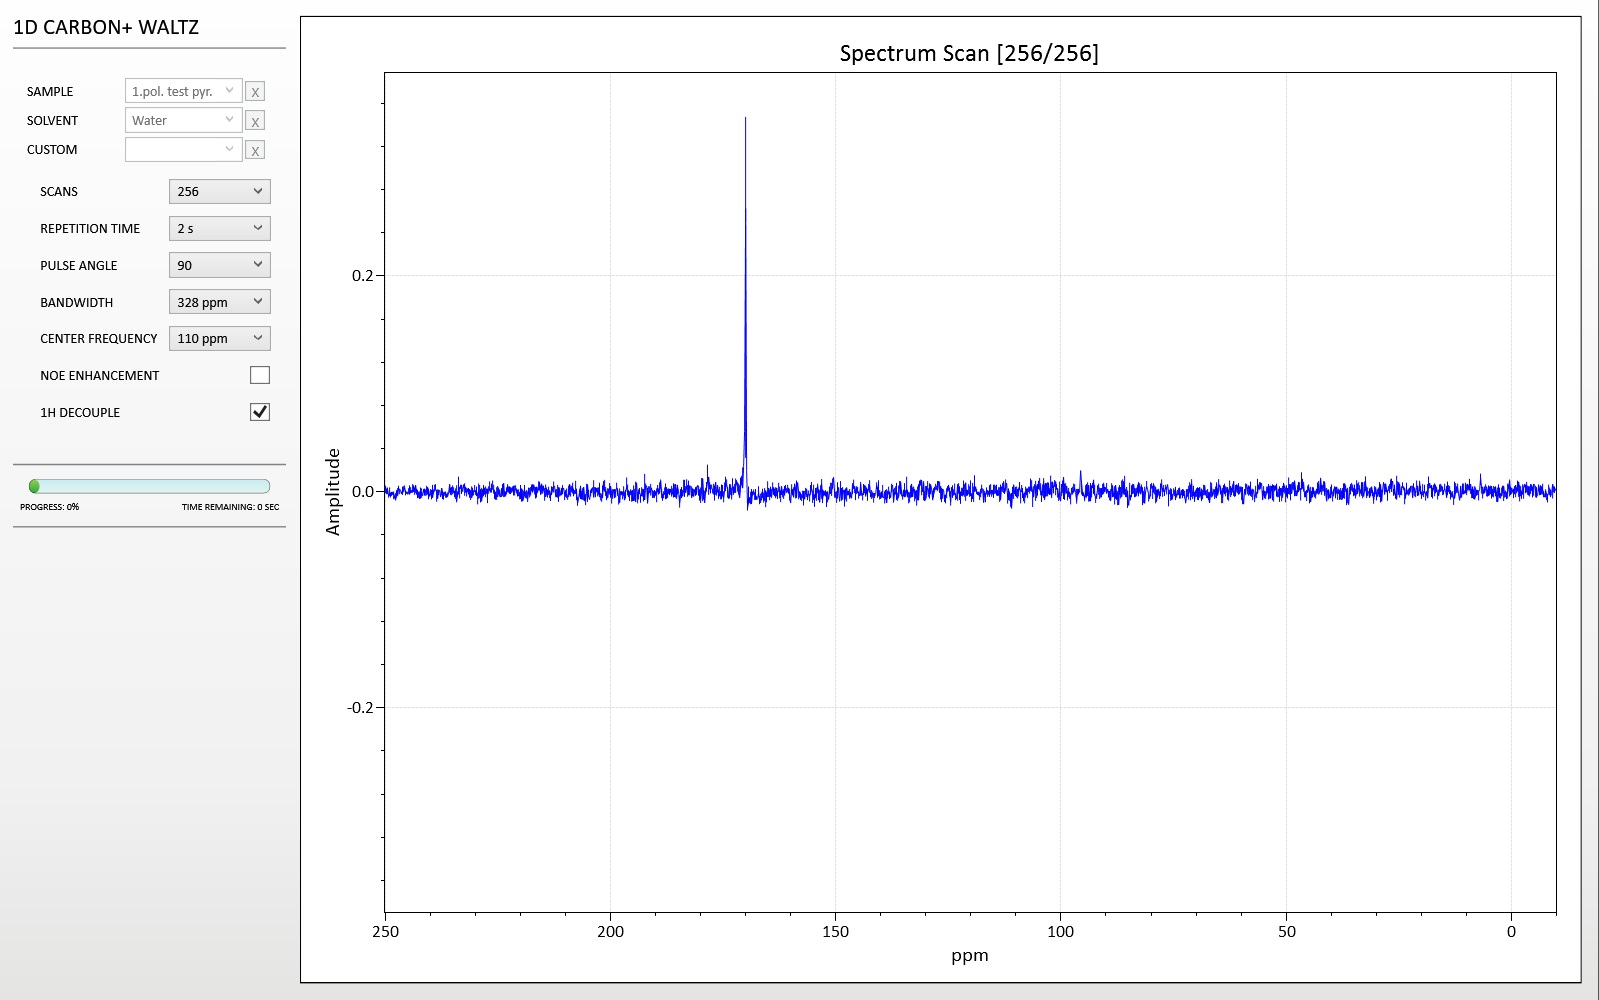 1D CARBON+ WALTZ
SAMPLE 1.pol. test pyr. X
SOLVENT Water X
CUSTOM X
SCANS 256
REPETITION TIME 2 s
PULSE ANGLE 90
BANDWIDTH 328 ppm
CENTER FREQUENCY 110 ppm
NOE ENHANCEMENT
1H DECOUPLE
PROGRESS: 0% TIME REMAINING: 0 SEC
Spectrum Scan [256/256]
Amplitude
0.2
0.0
-0.2
250 200 150 100 50 0
ppm